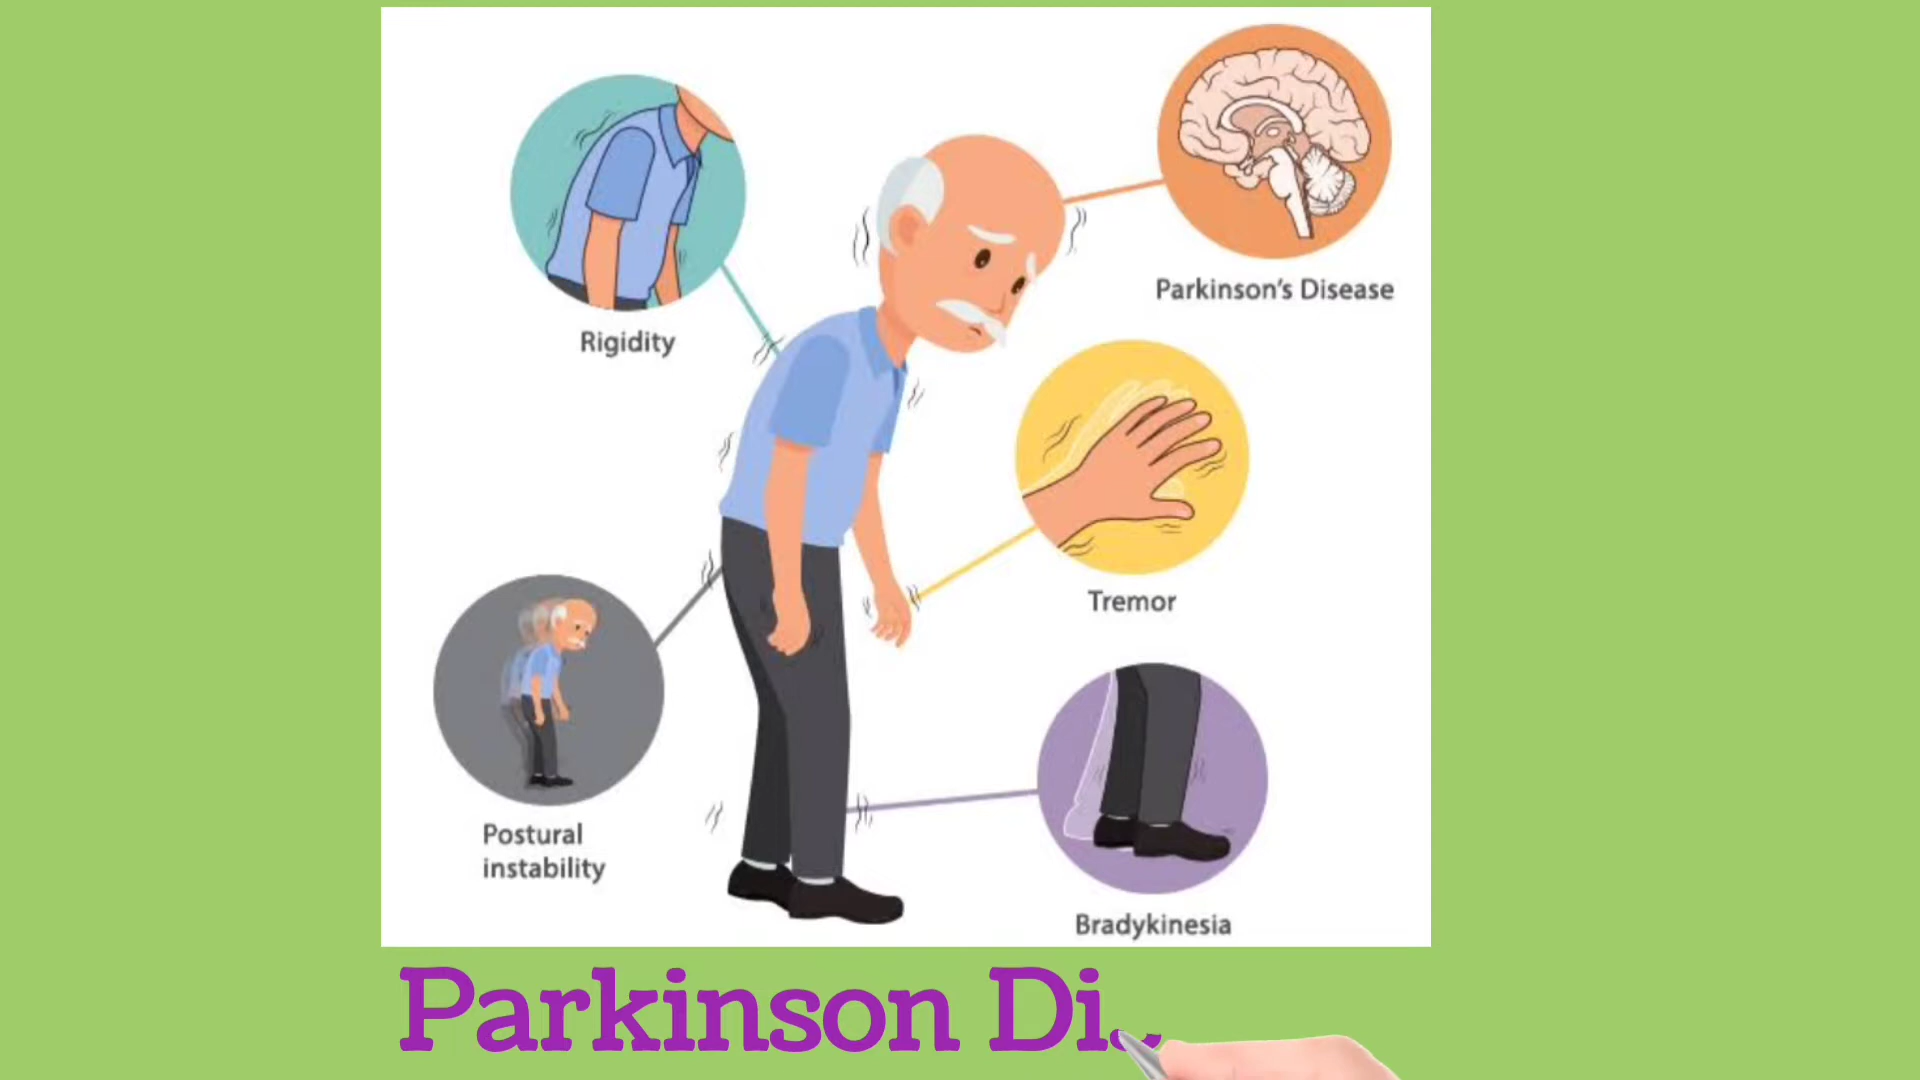 Parkinson's Disease
Rigidity
Tremor
Postural
instability
Bradykinesia
Parkinson Di